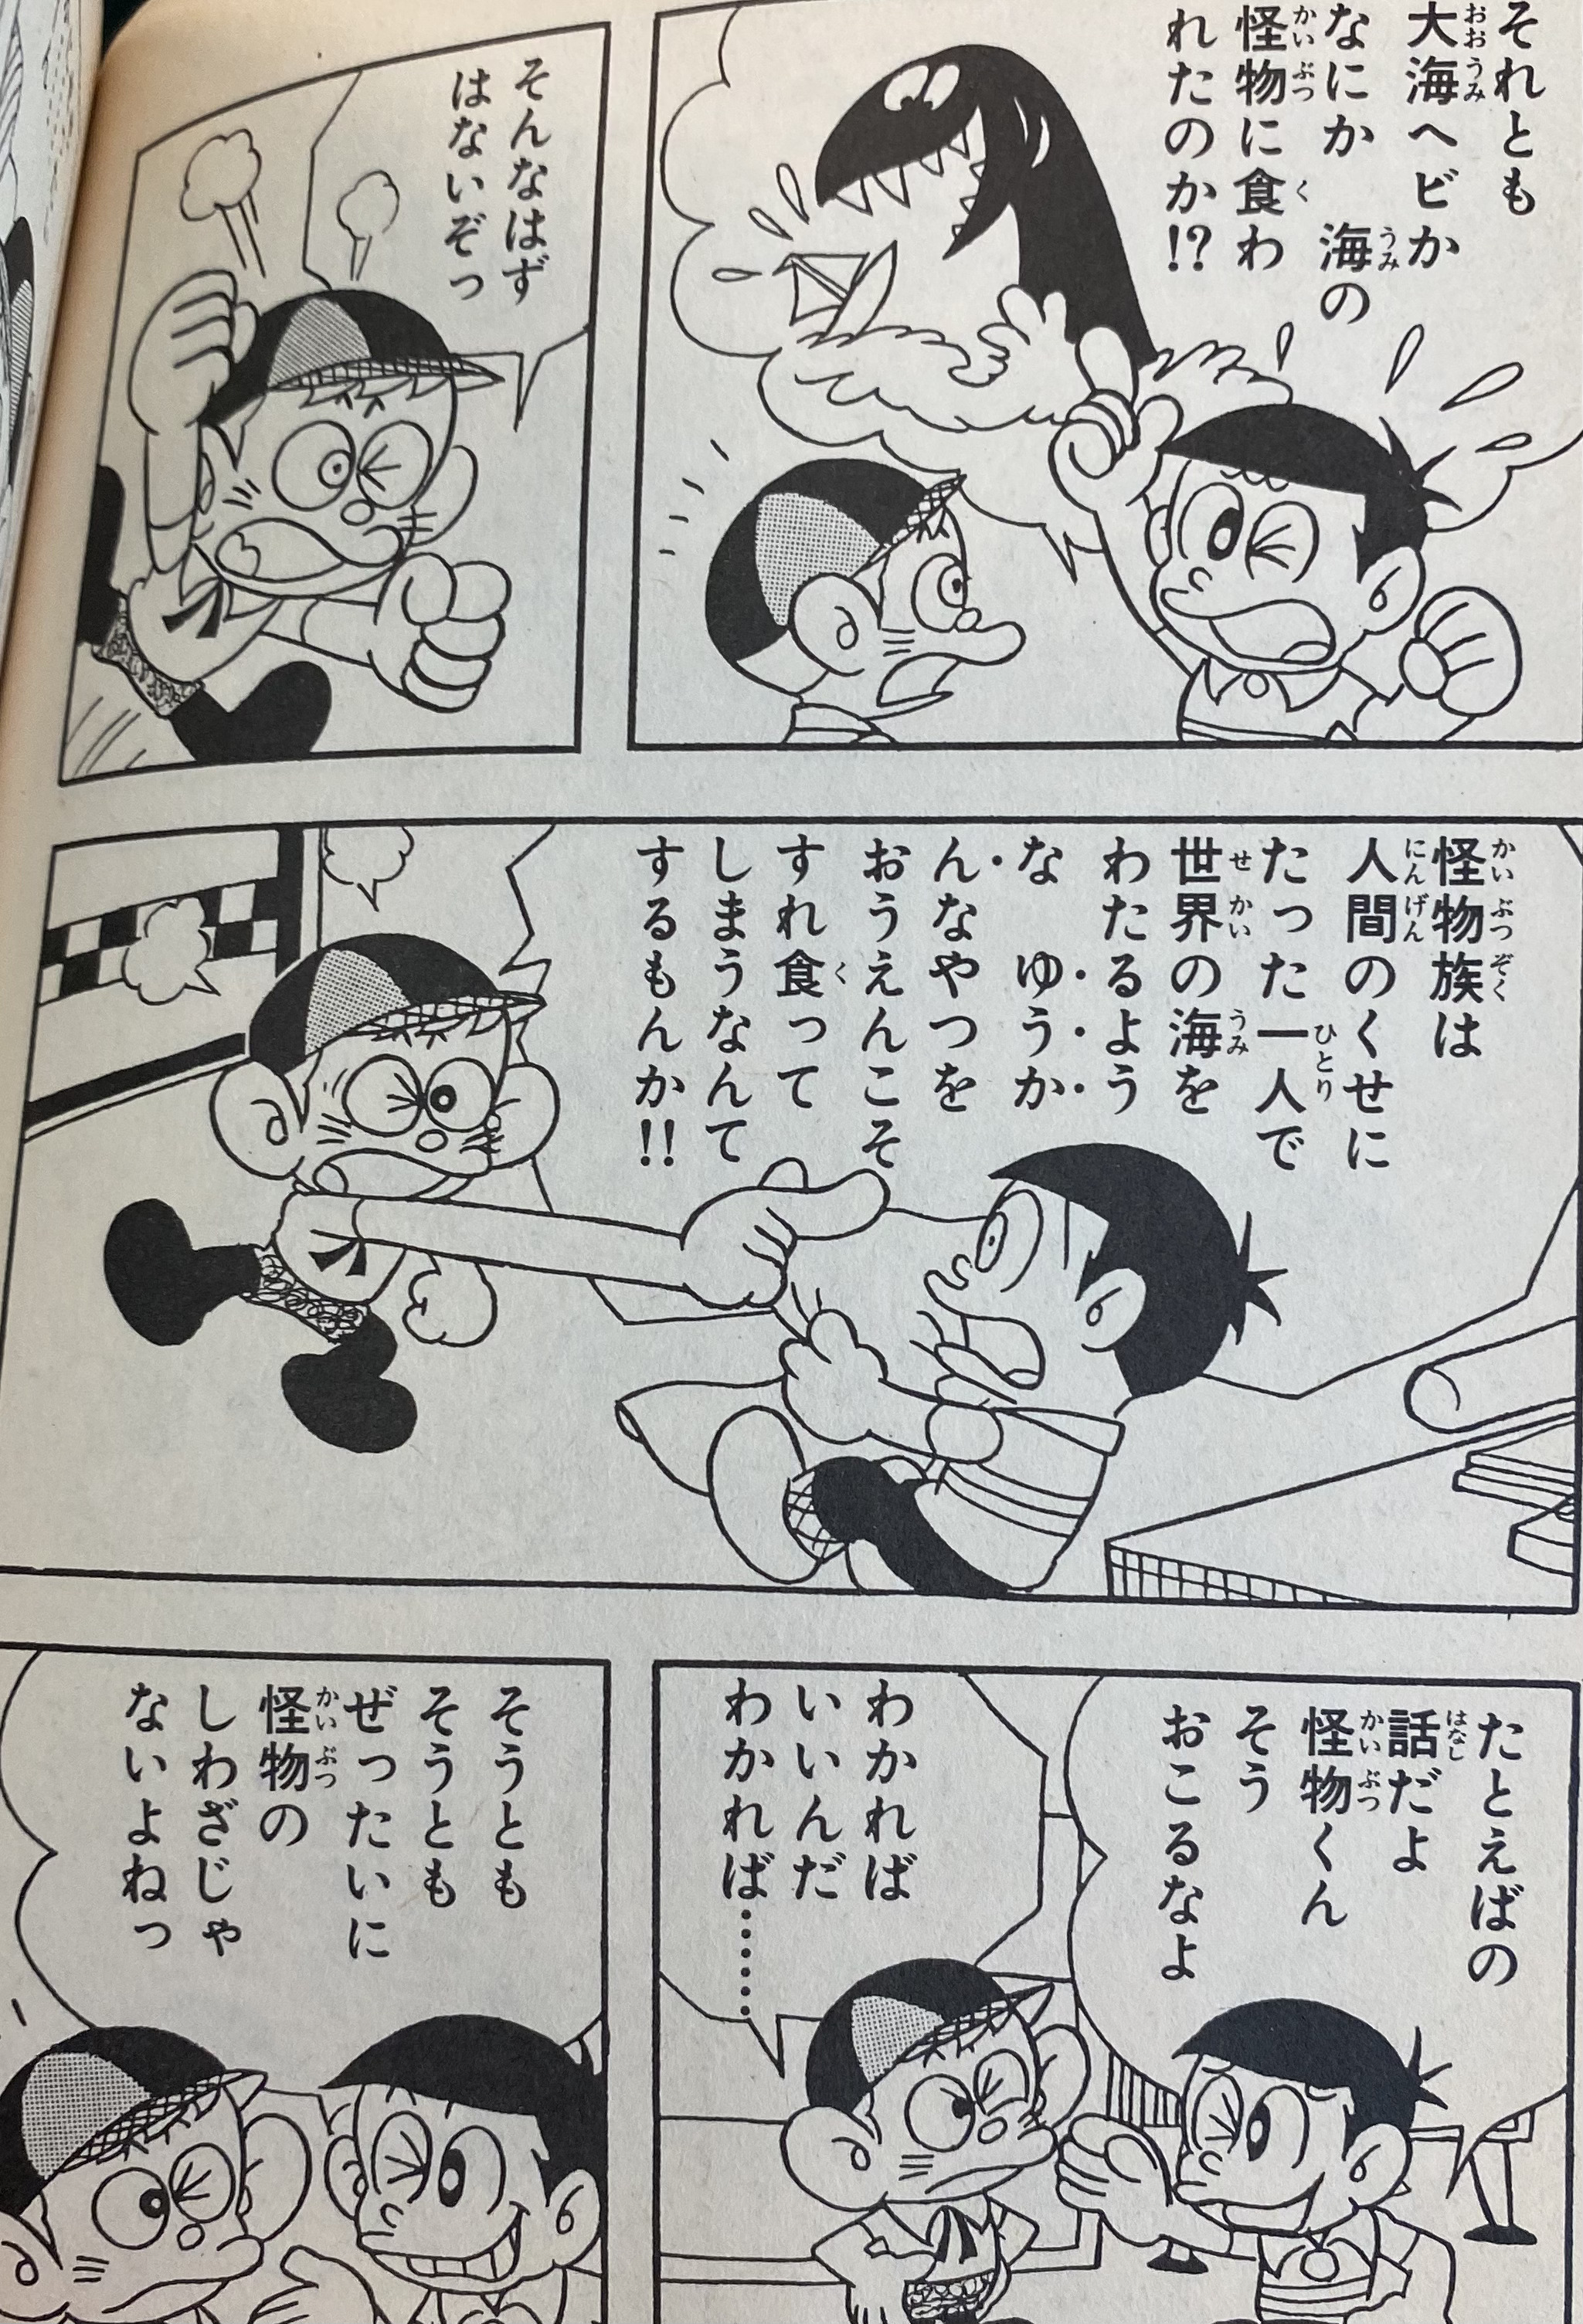 それとも
大海ヘビか
なにか 海の
怪物に食わ
れたのか!?
そんなはず
はないぞっ
怪物族は
人間のくせに
たった一人で
世界の海を
わたるよう
な ゆうか
んなやつを
おうえんこそ
すれ食って
しまうなんて
するもんか!!
たとえばの
話だよ
怪物くん
そう
おこるなよ
わかれば
いいんだ
わかれば……
そうとも
そうとも
ぜったいに
怪物の
しわざじゃ
ないよねっ